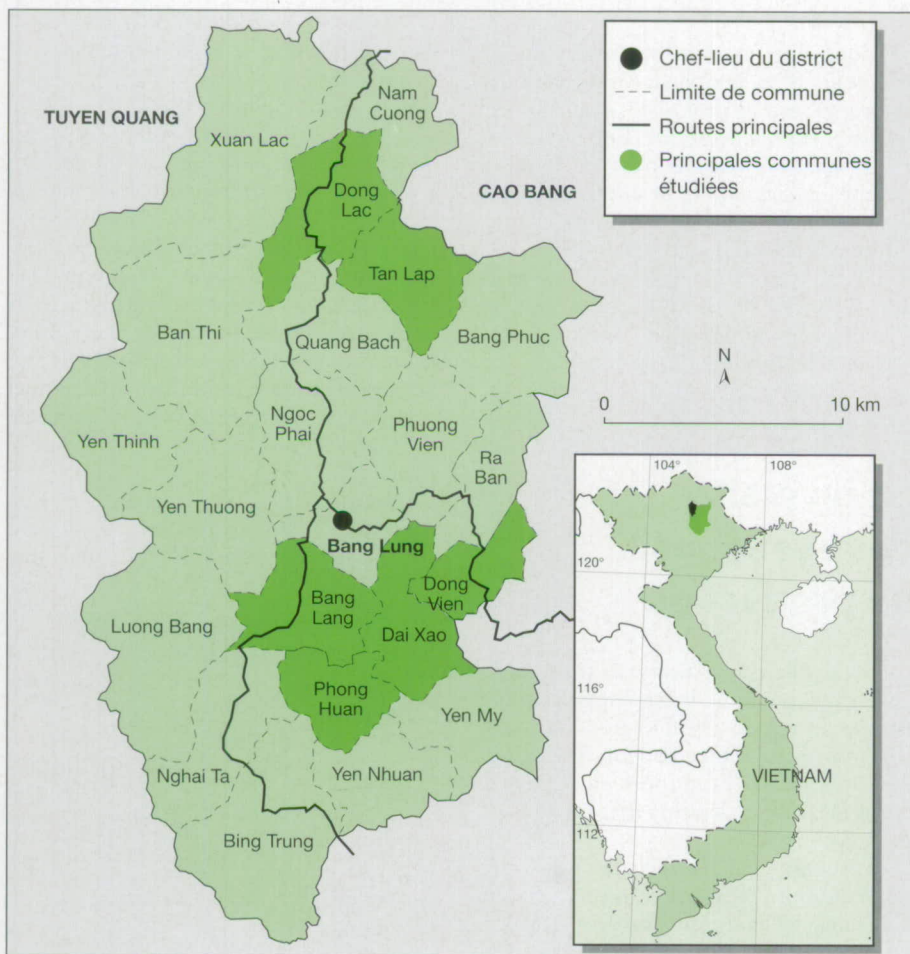 TUYEN QUANG
Xuan Lac
Nam
Cuong
Dong
Lac
CAO BANG
Tan Lap
Ban Thi
Quang Bach
Bang Phuc
Ngoc
Phai
Phuong
Vien
Yen Thinh
Ra
Ban
Yen Thuong
Bang Lung
Dong
Vien
Bang
Lang
Luong Bang
Dai Xao
Phong
Huan
Yen My
Nghai Ta
Yen Nhuan
Bing Trung
Chef-lieu du district
Limite de commune
Routes principales
Principales communes
étudiées
N
0 10 km
104° 108°
120°
116°
112°
VIETNAM